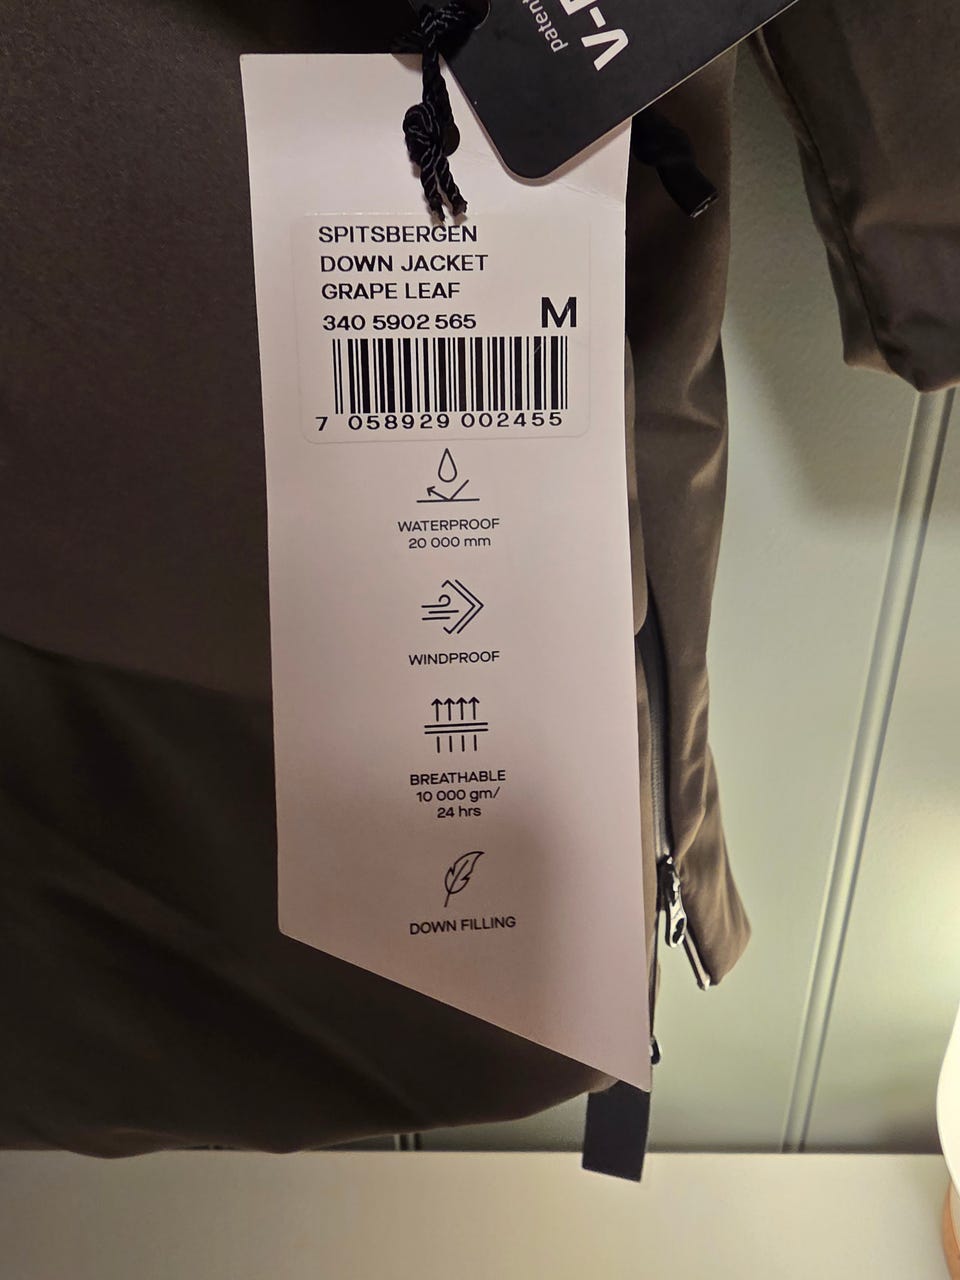 patent
V-
SPITSBERGEN
DOWN JACKET
GRAPE LEAF
340 5902 565 M
7 058929 002455
WATERPROOF
20 000 mm
WINDPROOF
BREATHABLE
10 000 gm/
24 hrs
DOWN FILLING